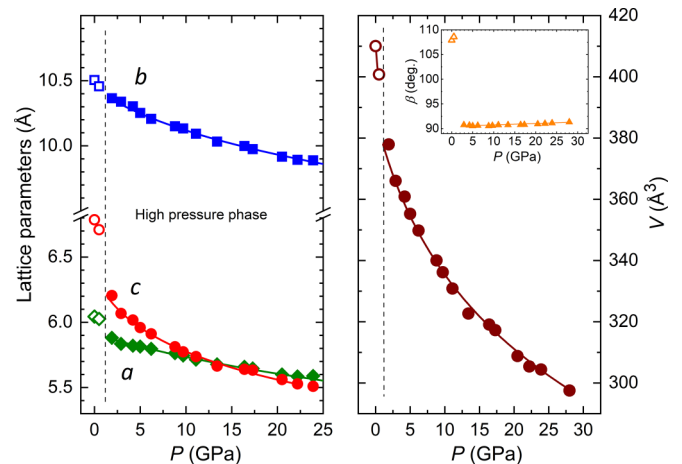 Lattice parameters (Å)
10.5
10.0
6.5
6.0
5.5
b
High pressure phase
c
a
0 5 10 15 20 25
P (GPa)
420
400
380
360
340
320
300
V (Å³)
0 5 10 15 20 25 30
P (GPa)
110
105
100
95
90
β (deg.)
0 5 10 15 20 25 30
P (GPa)